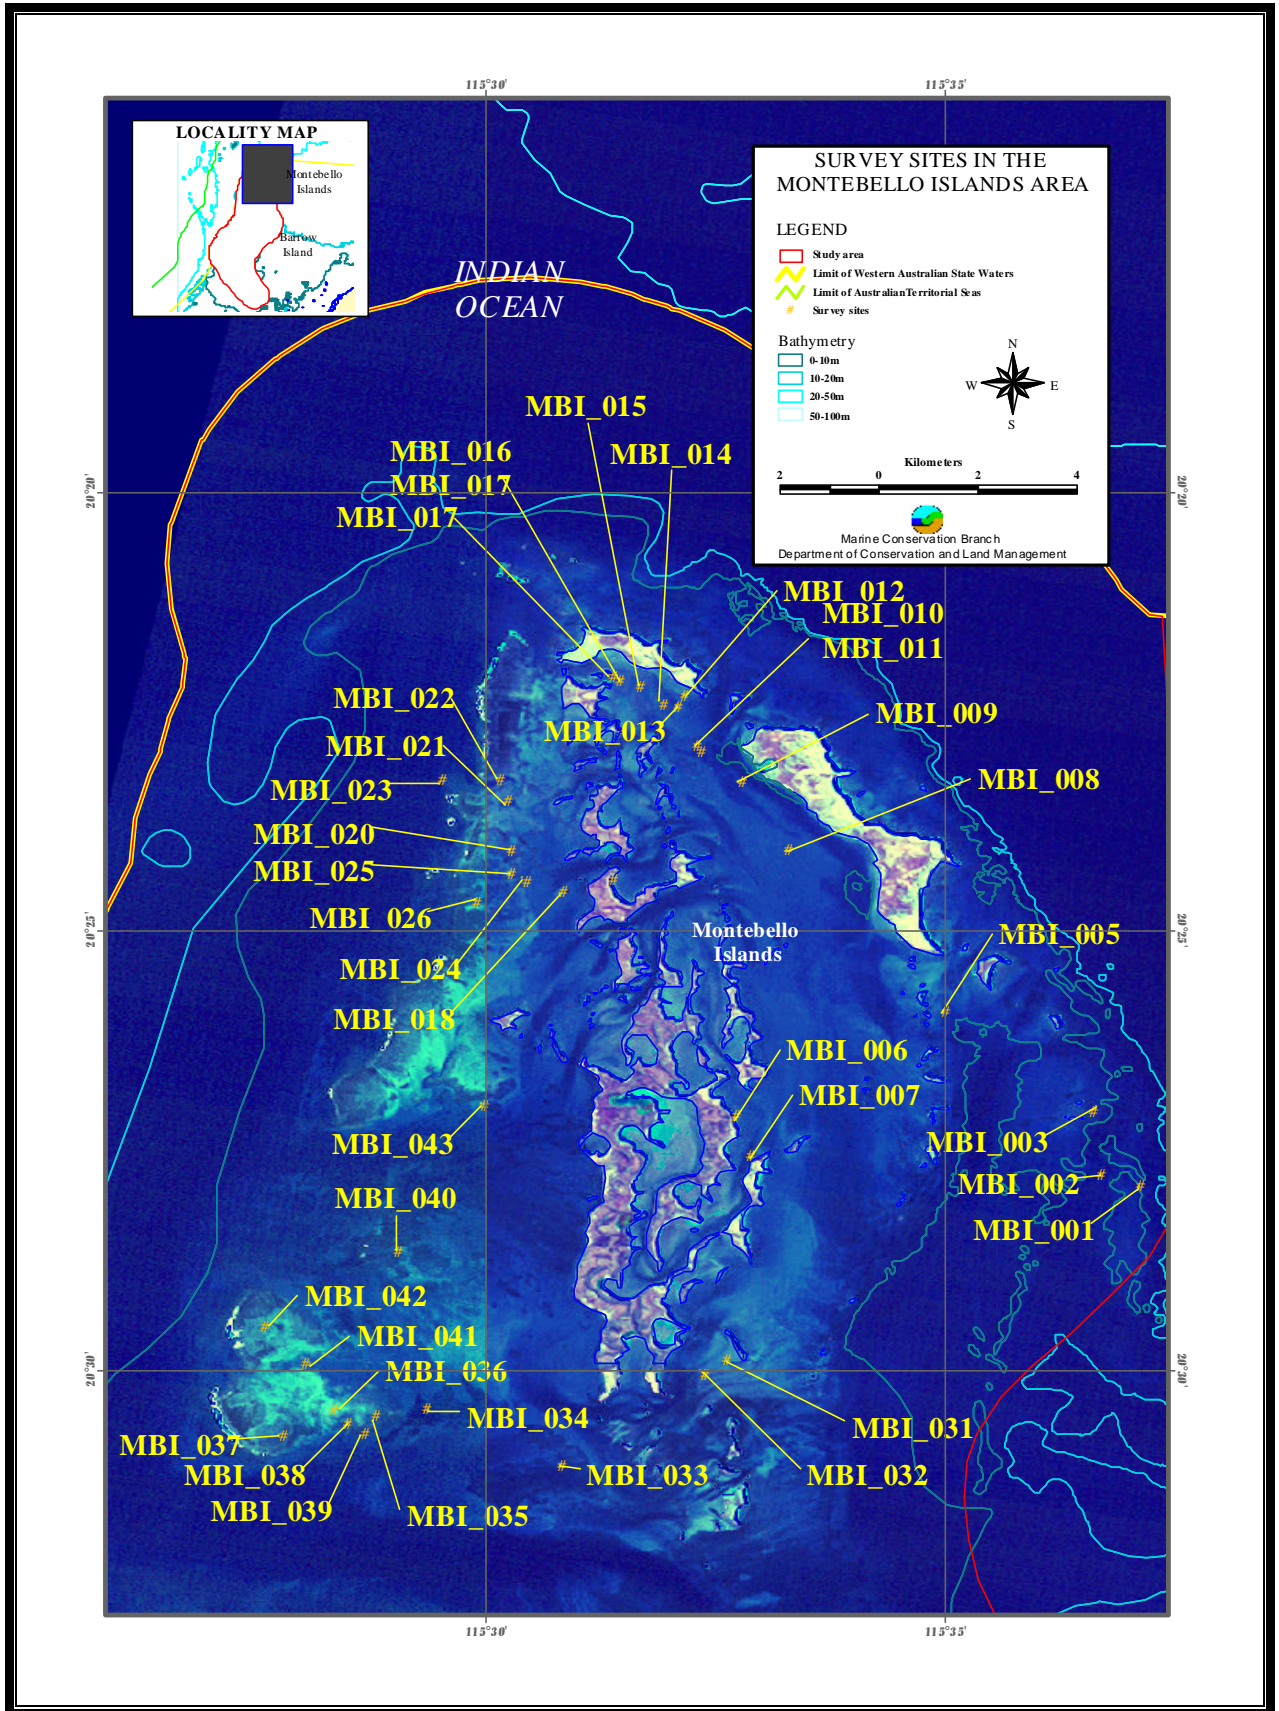 115°30'
115°35'
LOCALITY MAP
Montebello
Islands
Barrow
Island
SURVEY SITES IN THE
MONTEBELLO ISLANDS AREA
LEGEND
Study area
Limit of Western Australian State Waters
Limit of Australian Territorial Seas
# Survey sites
Bathymetry
0-10m
10-20m
20-50m
50-100m
N
W E
S
Kilometers
2 0 2 4
Marine Conservation Branch
Department of Conservation and Land Management
INDIAN
OCEAN
MBI_015
MBI_016
MBI_014
MBI_017
20°20'
20°20'
MBI_017
MBI_012
MBI_010
MBI_011
MBI_022
MBI_009
MBI_013
MBI_021
MBI_008
MBI_023
MBI_020
MBI_025
MBI_026
20°25'
Montebello
Islands
MBI_005
20°25'
MBI_024
MBI_018
MBI_006
MBI_007
MBI_043
MBI_003
MBI_002
MBI_040
MBI_001
MBI_042
MBI_041
20°30'
MBI_036
20°30'
MBI_034
MBI_031
MBI_037
MBI_038
MBI_033
MBI_032
MBI_039
MBI_035
115°30'
115°35'